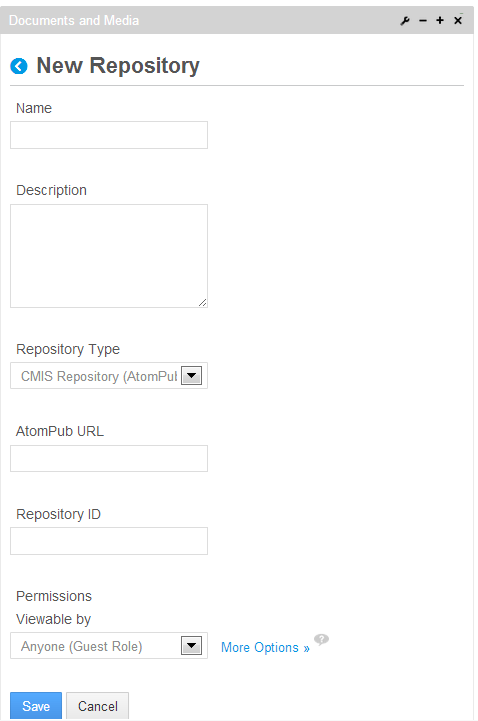 Documents and Media
New Repository
Name
Description
Repository Type
CMIS Repository (AtomPub
AtomPub URL
Repository ID
Permissions
Viewable by
Anyone (Guest Role)
More Options » ?
Save Cancel